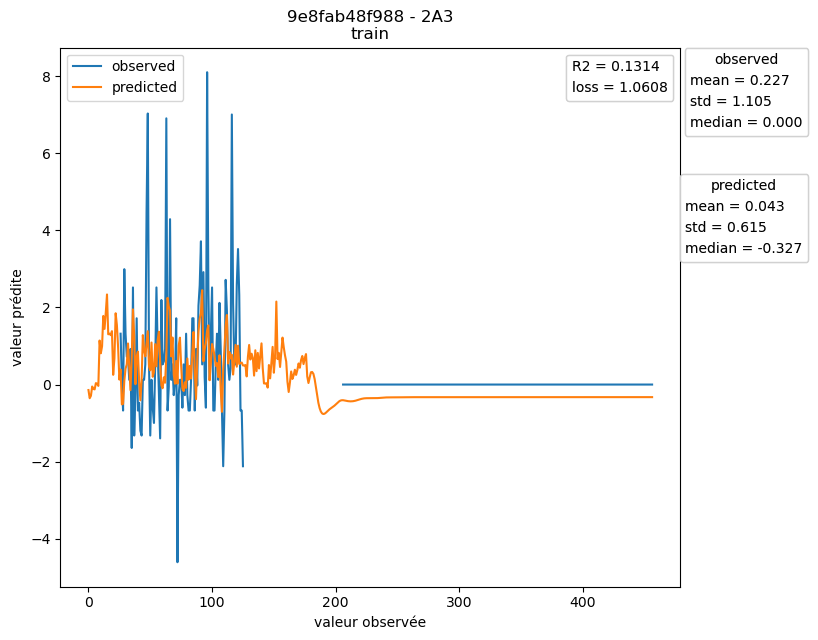 9e8fab48f988 - 2A3
train
observed
predicted
R2 = 0.1314
loss = 1.0608
observed
mean = 0.227
std = 1.105
median = 0.000
predicted
mean = 0.043
std = 0.615
median = -0.327
valeur prédite
8
6
4
2
0
−2
−4
0
100
200
300
400
valeur observée